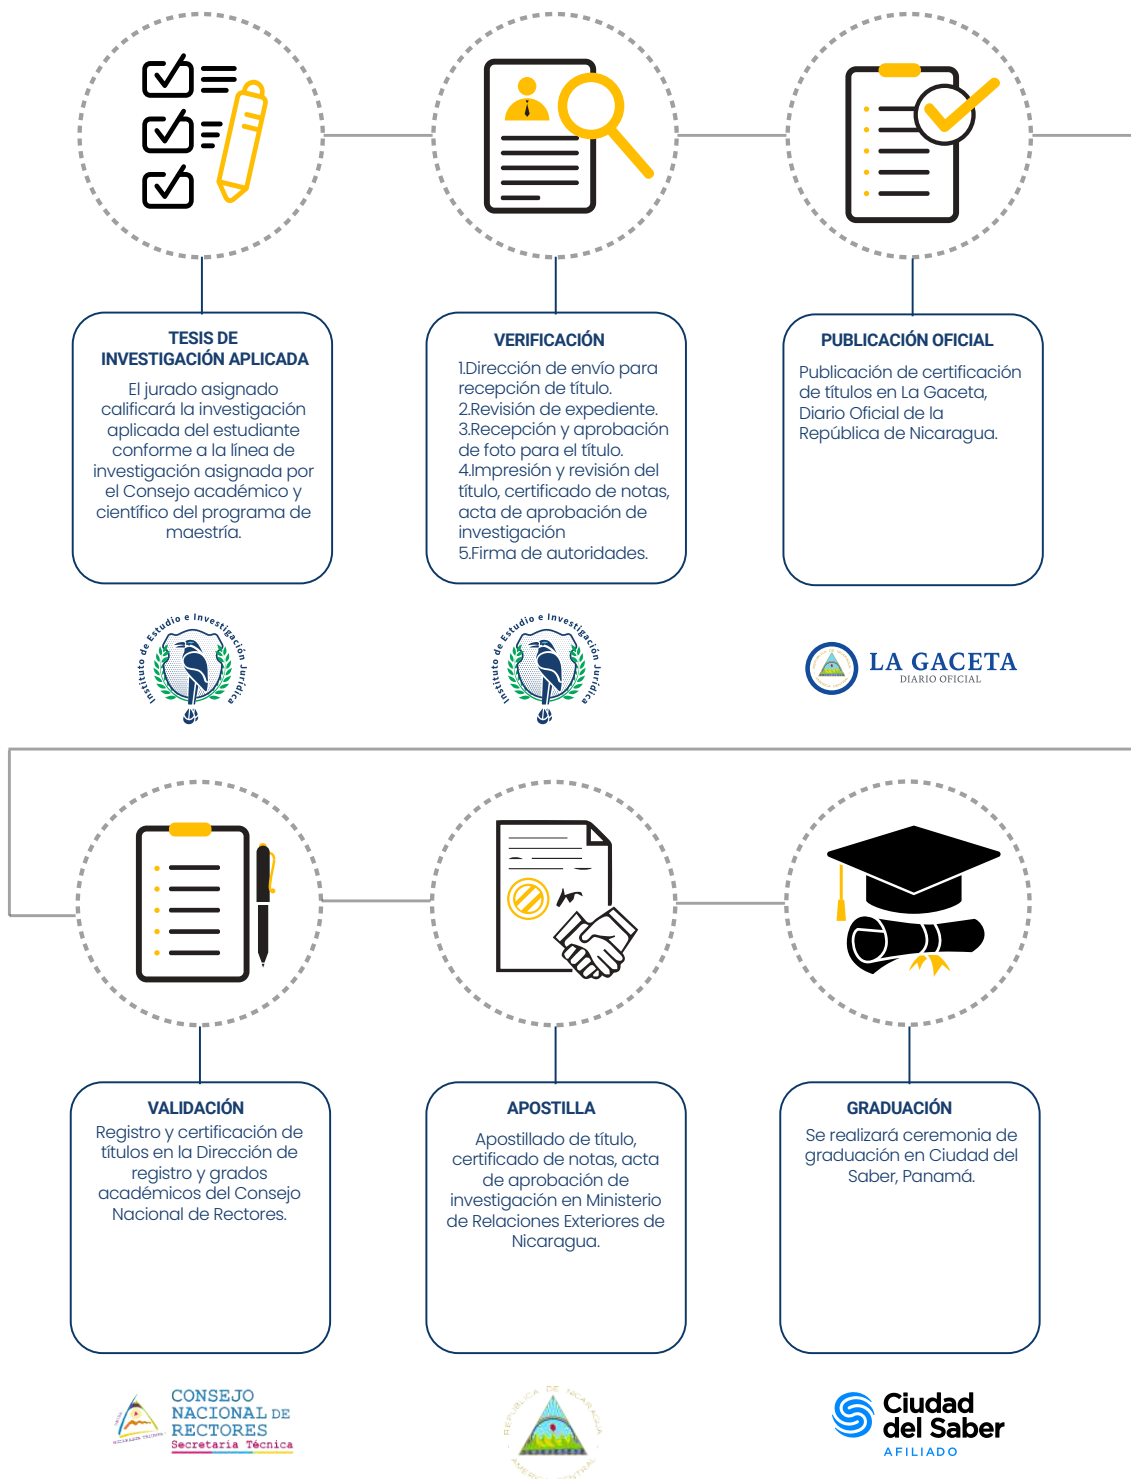 TESIS DE
INVESTIGACIÓN APLICADA
El jurado asignado
calificará la investigación
aplicada del estudiante
conforme a la línea de
investigación asignada por
el Consejo académico y
científico del programa de
maestría.
VERIFICACIÓN
1.Dirección de envío para
recepción de título.
2.Revisión de expediente.
3.Recepción y aprobación
de foto para el título.
4.Impresión y revisión del
título, certificado de notas,
acta de aprobación de
investigación
5.Firma de autoridades.
PUBLICACIÓN OFICIAL
Publicación de certificación
de títulos en La Gaceta,
Diario Oficial de la
República de Nicaragua.
Instituto de Estudio e Investigación Jurídica
Instituto de Estudio e Investigación Jurídica
LA GACETA
DIARIO OFICIAL
VALIDACIÓN
Registro y certificación de
títulos en la Dirección de
registro y grados
académicos del Consejo
Nacional de Rectores.
APOSTILLA
Apostillado de título,
certificado de notas, acta
de aprobación de
investigación en Ministerio
de Relaciones Exteriores de
Nicaragua.
GRADUACIÓN
Se realizará ceremonia de
graduación en Ciudad del
Saber, Panamá.
CONSEJO
NACIONAL DE
RECTORES
Secretaría Técnica
REPUBLICA DE NICARAGUA
AMERICA CENTRAL
Ciudad
del Saber
AFILIADO